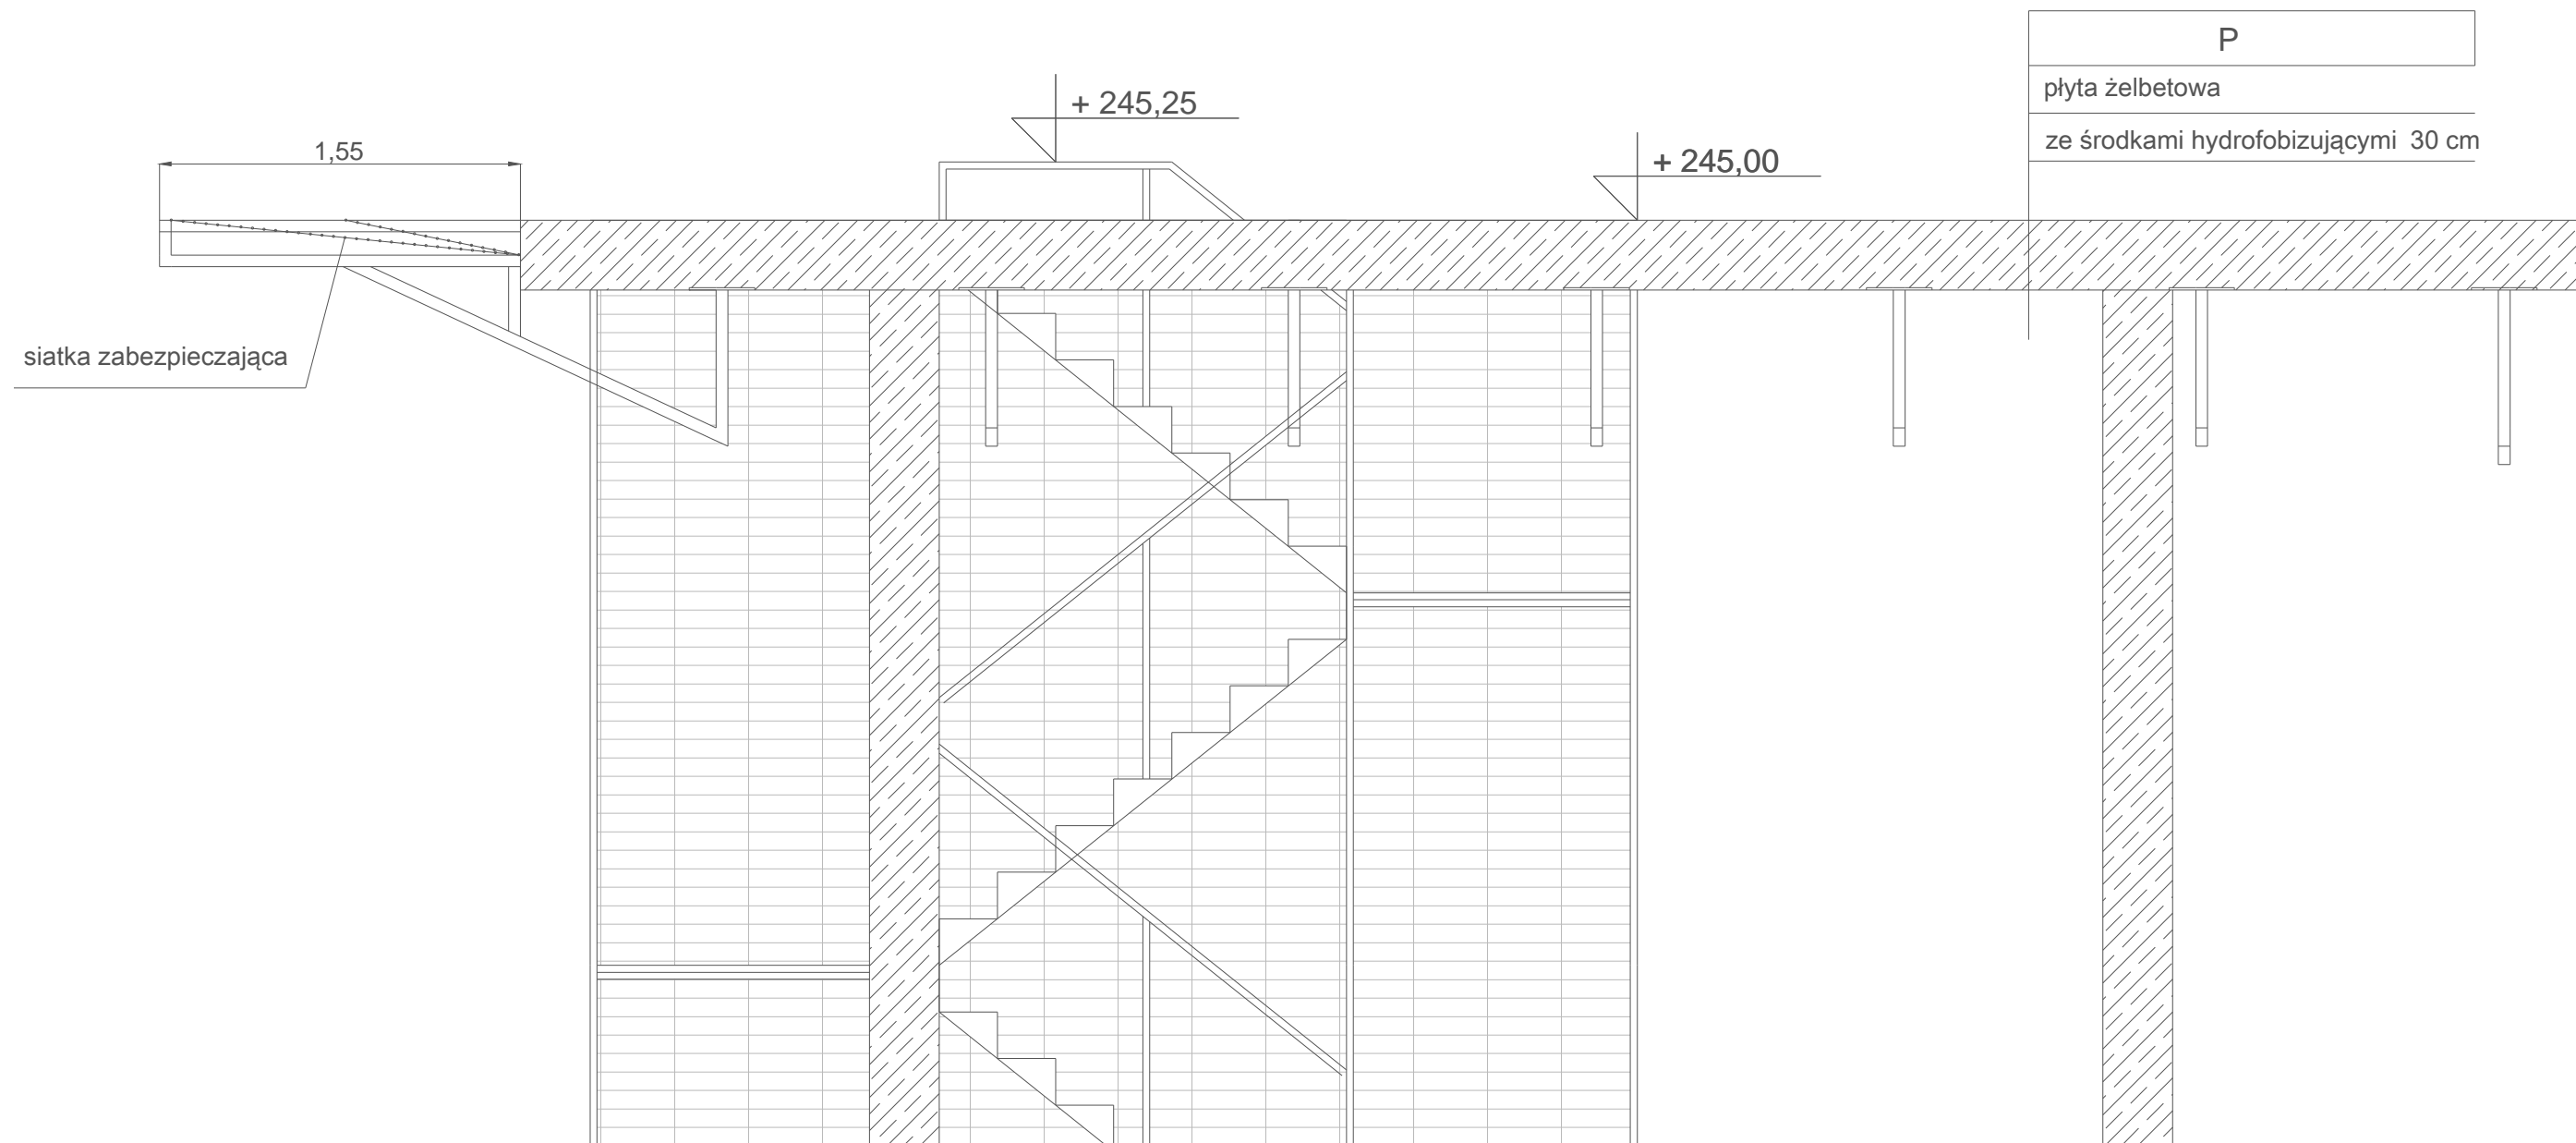 P
płyta żelbetowa
+ 245,25
ze środkami hydrofobizującymi 30 cm
1,55
+ 245,00
siatka zabezpieczająca